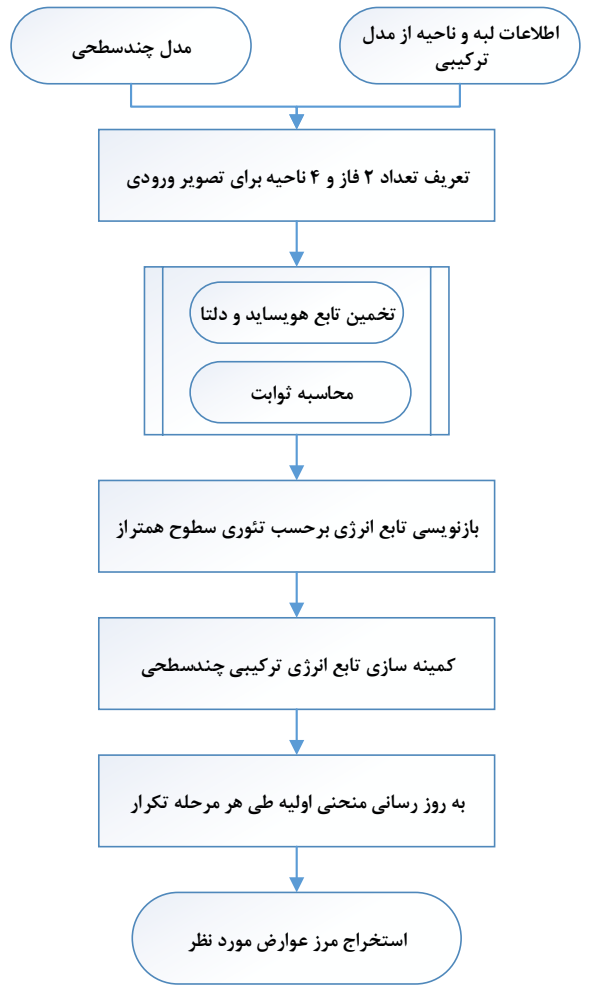 اطلاعات لبه و ناحیه از مدل
ترکیبی
مدل چندسطحی
تعریف تعداد ۲ فاز و ۴ ناحیه برای تصویر ورودی
تخمین تابع هویساید و دلتا
محاسبه ثوابت
بازنویسی تابع انرژی برحسب تئوری سطوح همتراز
کمینه سازی تابع انرژی ترکیبی چندسطحی
به روز رسانی منحنی اولیه طی هر مرحله تکرار
استخراج مرز عوارض مورد نظر